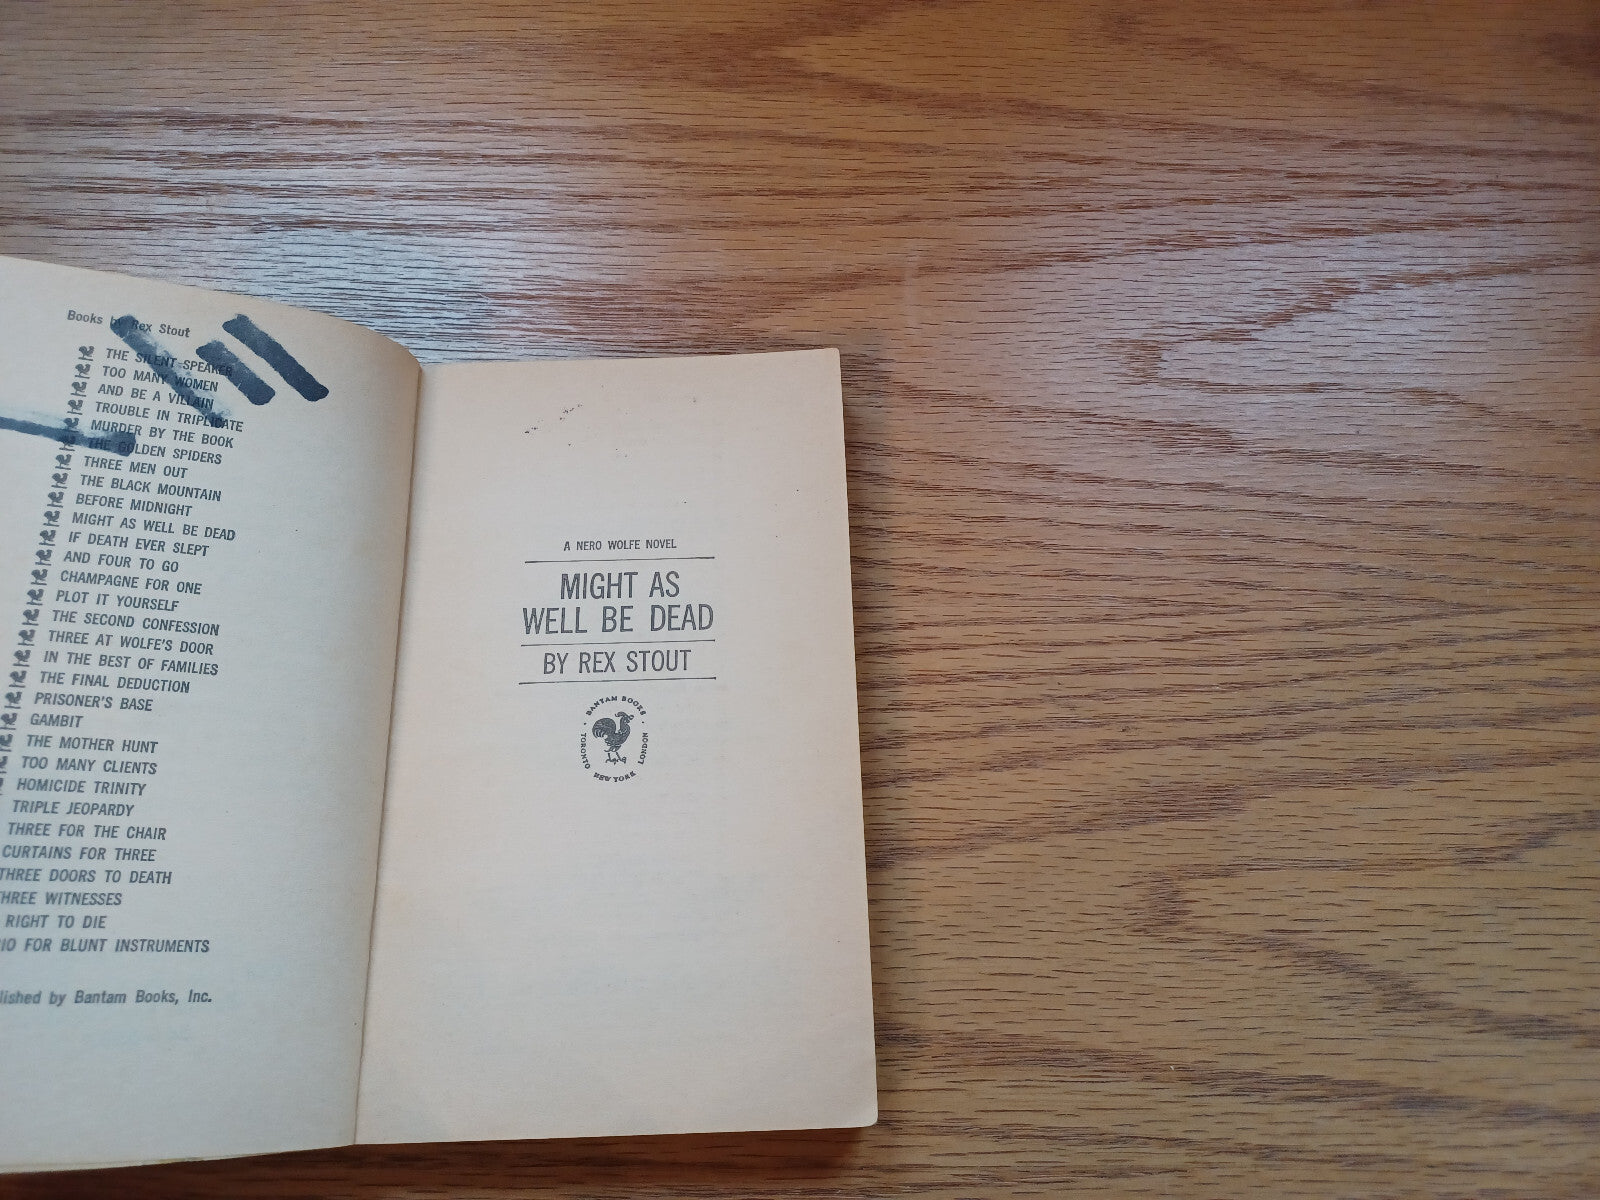 Books by Rex Stout
THE SILENT SPEAKER
TOO MANY WOMEN
AND BE A VILLAIN
TROUBLE IN TRIPLICATE
MURDER BY THE BOOK
THE GOLDEN SPIDERS
THREE MEN OUT
THE BLACK MOUNTAIN
BEFORE MIDNIGHT
MIGHT AS WELL BE DEAD
IF DEATH EVER SLEPT
AND FOUR TO GO
CHAMPAGNE FOR ONE
PLOT IT YOURSELF
THE SECOND CONFESSION
THREE AT WOLFE'S DOOR
IN THE BEST OF FAMILIES
THE FINAL DEDUCTION
PRISONER'S BASE
GAMBIT
THE MOTHER HUNT
TOO MANY CLIENTS
HOMICIDE TRINITY
TRIPLE JEOPARDY
THREE FOR THE CHAIR
CURTAINS FOR THREE
THREE DOORS TO DEATH
THREE WITNESSES
RIGHT TO DIE
IO FOR BLUNT INSTRUMENTS
lished by Bantam Books, Inc.
A NERO WOLFE NOVEL
MIGHT AS
WELL BE DEAD
BY REX STOUT
BANTAM BOOKS
TORONTO NEW YORK LONDON